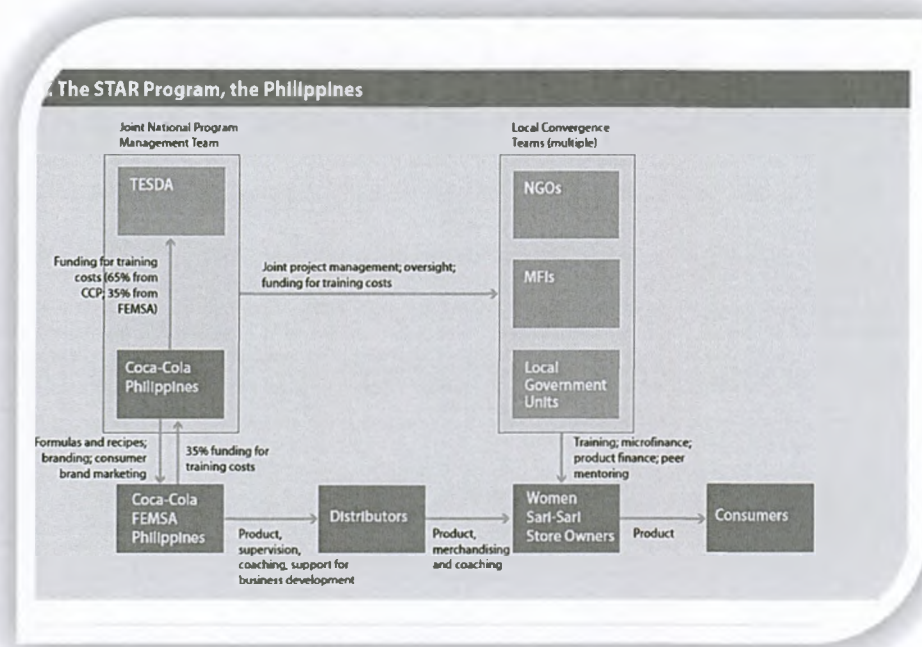 . The STAR Program, the Philippines
Joint National Program
Management Team
Local Convergence
Teams (multiple)
TESDA
NGOs
Funding for training
costs (65% from
CCP; 35% from
FEMSA)
Joint project management; oversight;
funding for training costs
MFIs
Coca-Cola
Philippines
Local
Government
Units
Formulas and recipes;
branding; consumer
brand marketing
35% funding for
training costs
Training; microfinance;
product finance; peer
mentoring
Coca-Cola
FEMSA
Philippines
Distributors
Women
Sari-Sari
Store Owners
Consumers
Product,
supervision,
coaching, support for
business development
Product,
merchandising
and coaching
Product